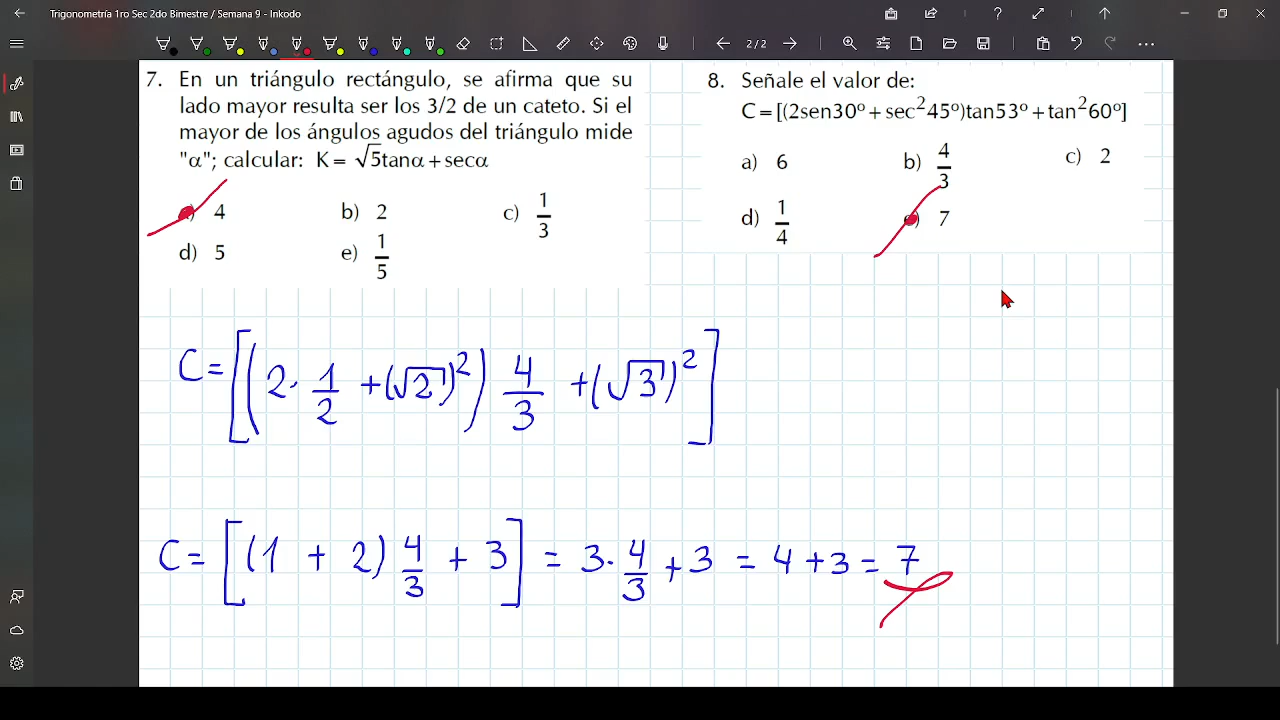 Trigonometría 1ro Sec 2do Bimestre / Semana 9 - Inkodo
2/2
7. En un triángulo rectángulo, se afirma que su
lado mayor resulta ser los 3/2 de un cateto. Si el
mayor de los ángulos agudos del triángulo mide
"α"; calcular: K = √5tanα + secα
4
b) 2
c) 1/3
d) 5
e) 1/5
8. Señale el valor de:
C = [(2sen30º + sec²45º)tan53º + tan²60º]
a) 6
b) 4/3
c) 2
d) 1/4
7
C = [(2 · 1/2 + (√2)²) 4/3 + (√3)²]
C = [(1 + 2) 4/3 + 3] = 3 · 4/3 + 3 = 4 + 3 = 7